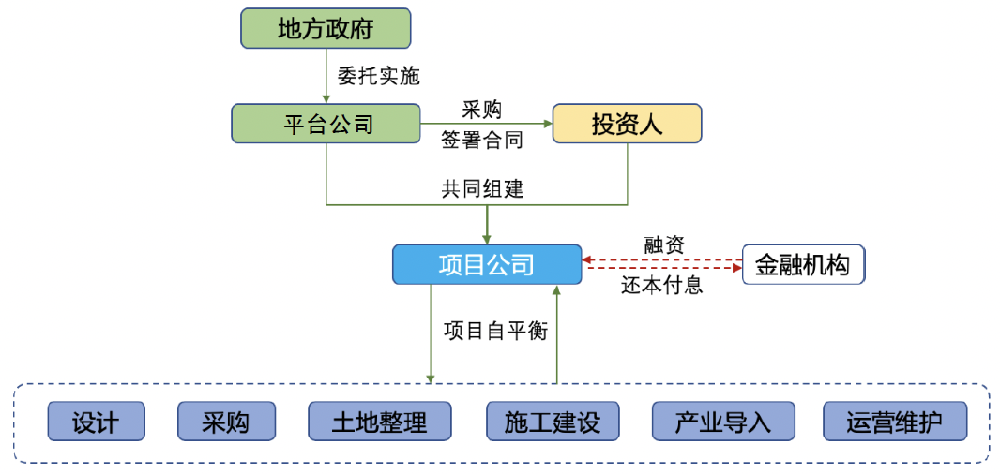 地方政府
委托实施
平台公司
采购
签署合同
投资人
共同组建
项目公司
融资
还本付息
金融机构
项目自平衡
设计
采购
土地整理
施工建设
产业导入
运营维护